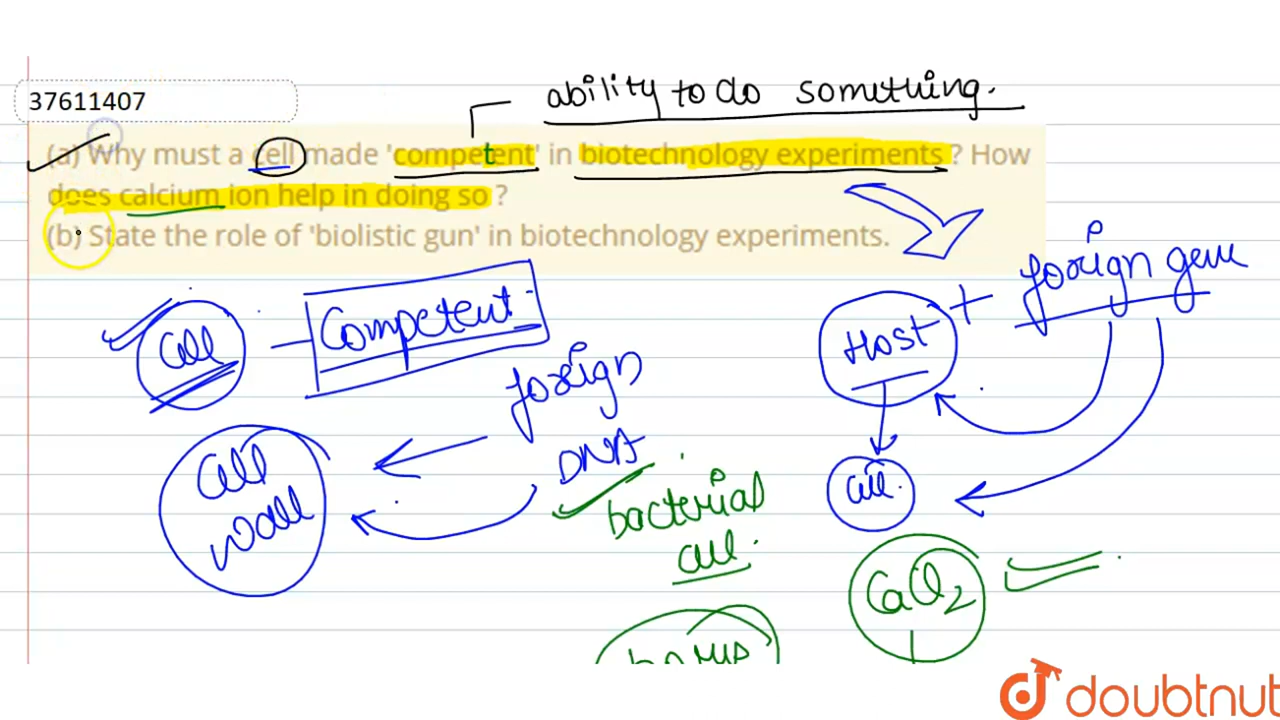 ability to do something.
37611407
(a) Why must a cell made 'competent' in biotechnology experiments ? How
does calcium ion help in doing so ?
(b) State the role of 'biolistic gun' in biotechnology experiments.
Cell
Competent
foreign
DNA
Cell
wall
bacterial
cell.
Host + foreign gene
cell.
CaCl2
doubtnut